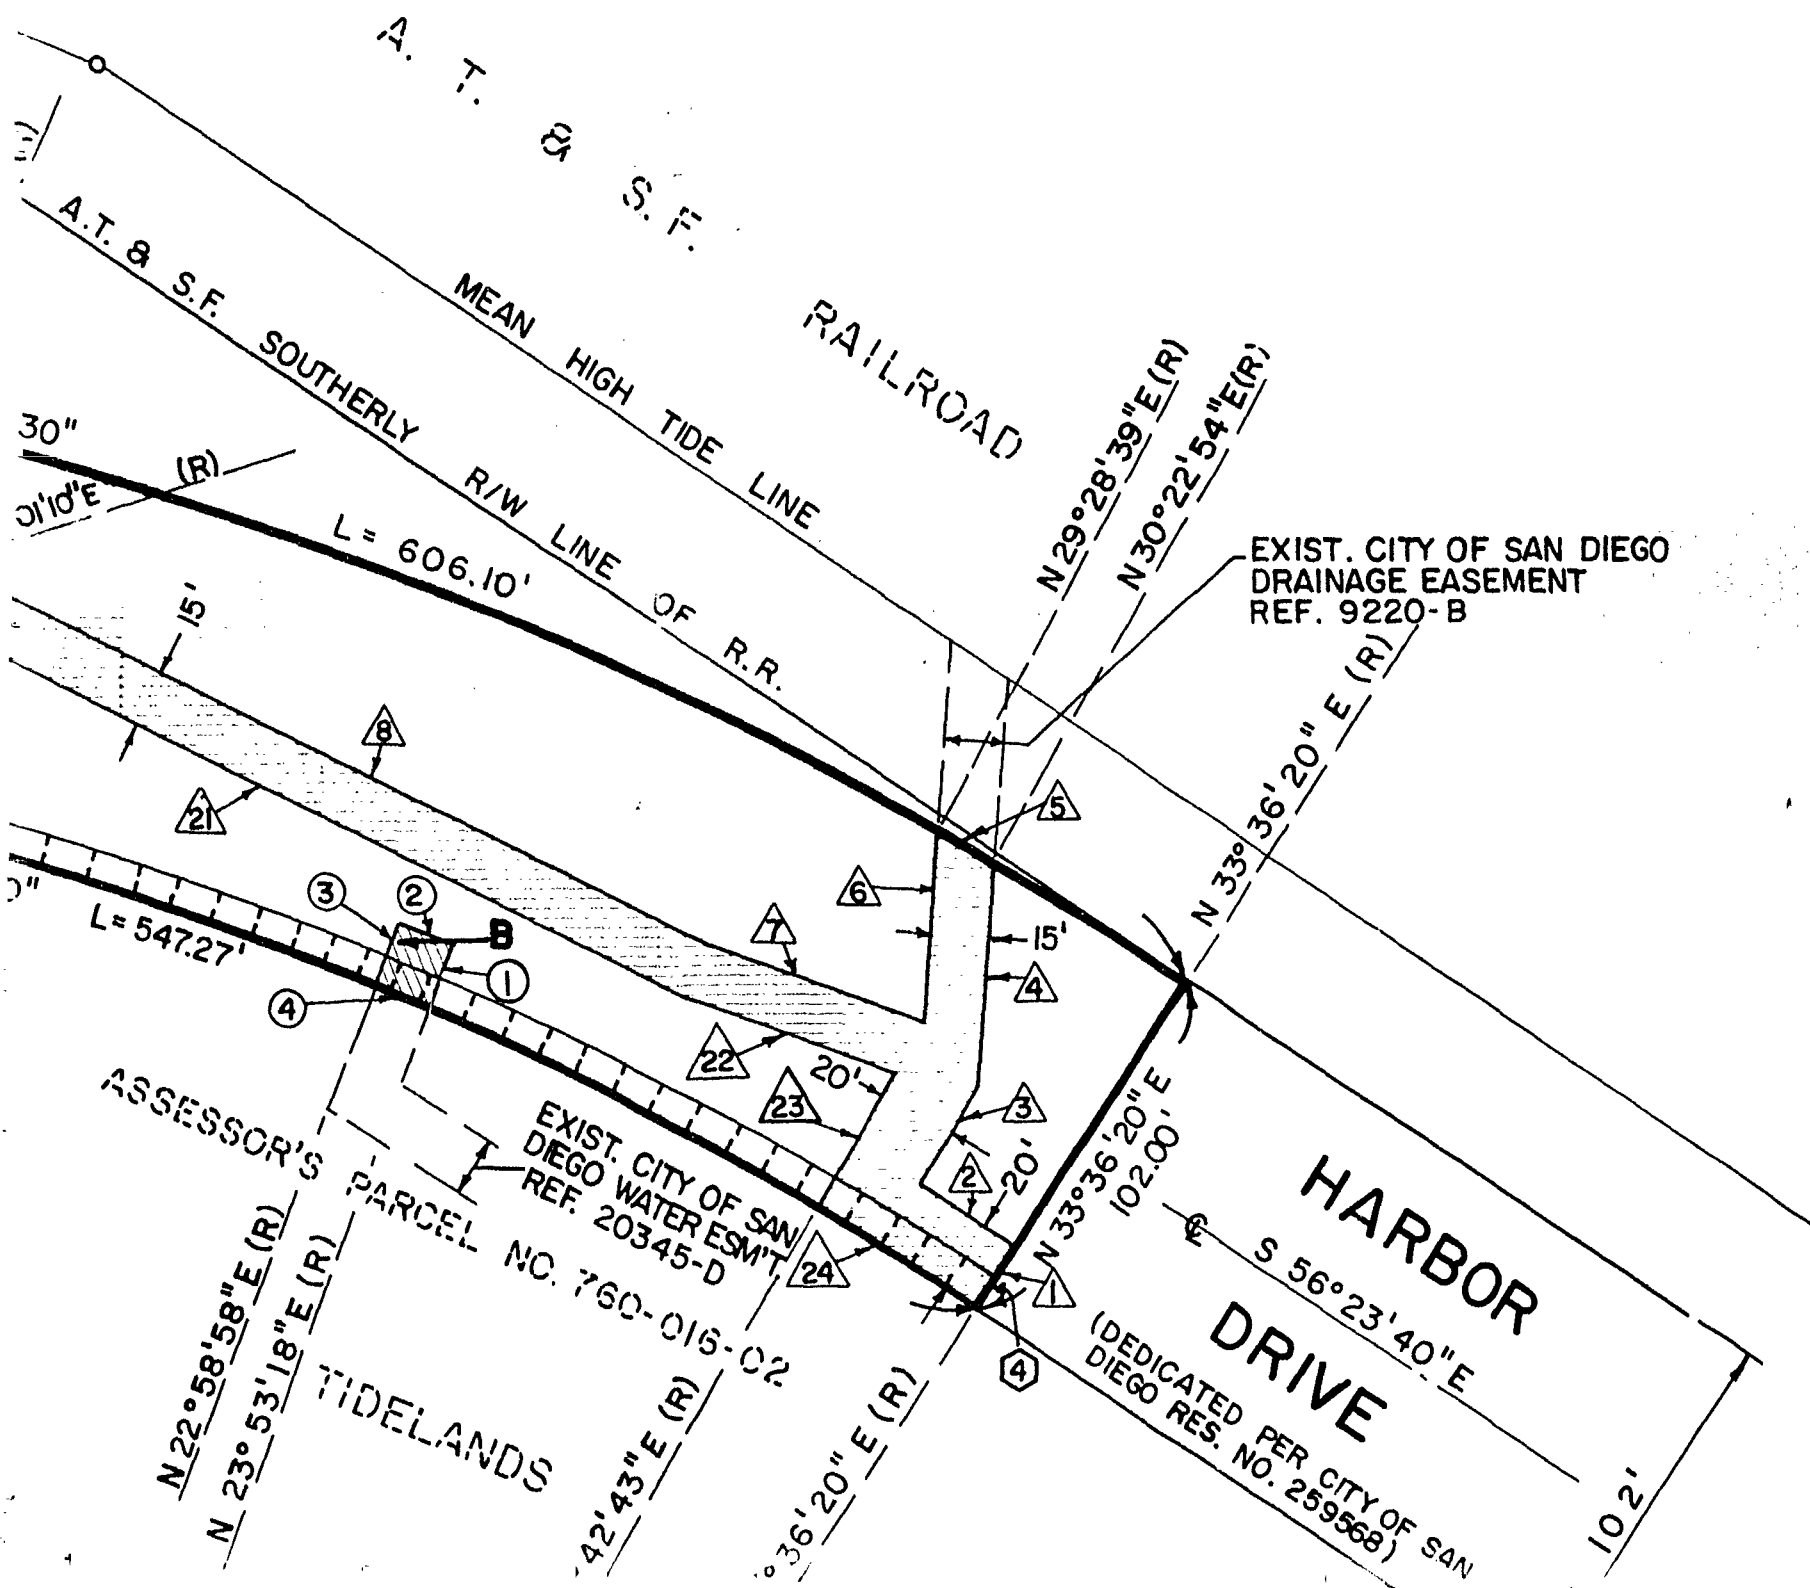 A. T. & S. F. RAILROAD
A.T. & S.F. SOUTHERLY R/W LINE OF R.R.
MEAN HIGH TIDE LINE
30"
(R)
01'10"E
L = 606.10'
N 29°28'39"E (R)
N 30°22'54"E(R)
EXIST. CITY OF SAN DIEGO
DRAINAGE EASEMENT
REF. 9220-B
N 33°36'20" E (R)
15'
8
21
5
6
7
15'
4
3
2
B
1
4
0"
L = 547.27'
22
20'
23
3
2
20'
24
1
4
N 33°36'20" E
102.00'
EXIST. CITY OF SAN
DIEGO WATER ESM'T
REF. 20345-D
ASSESSOR'S PARCEL NO. 760-016-02
TIDELANDS
N 22°58'58"E (R)
N 23°53'18"E (R)
42'43"E (R)
°36'20" E (R)
HARBOR
DRIVE
℄ S 56°23'40"E
(DEDICATED PER CITY OF SAN
DIEGO RES. NO. 259568)
102'